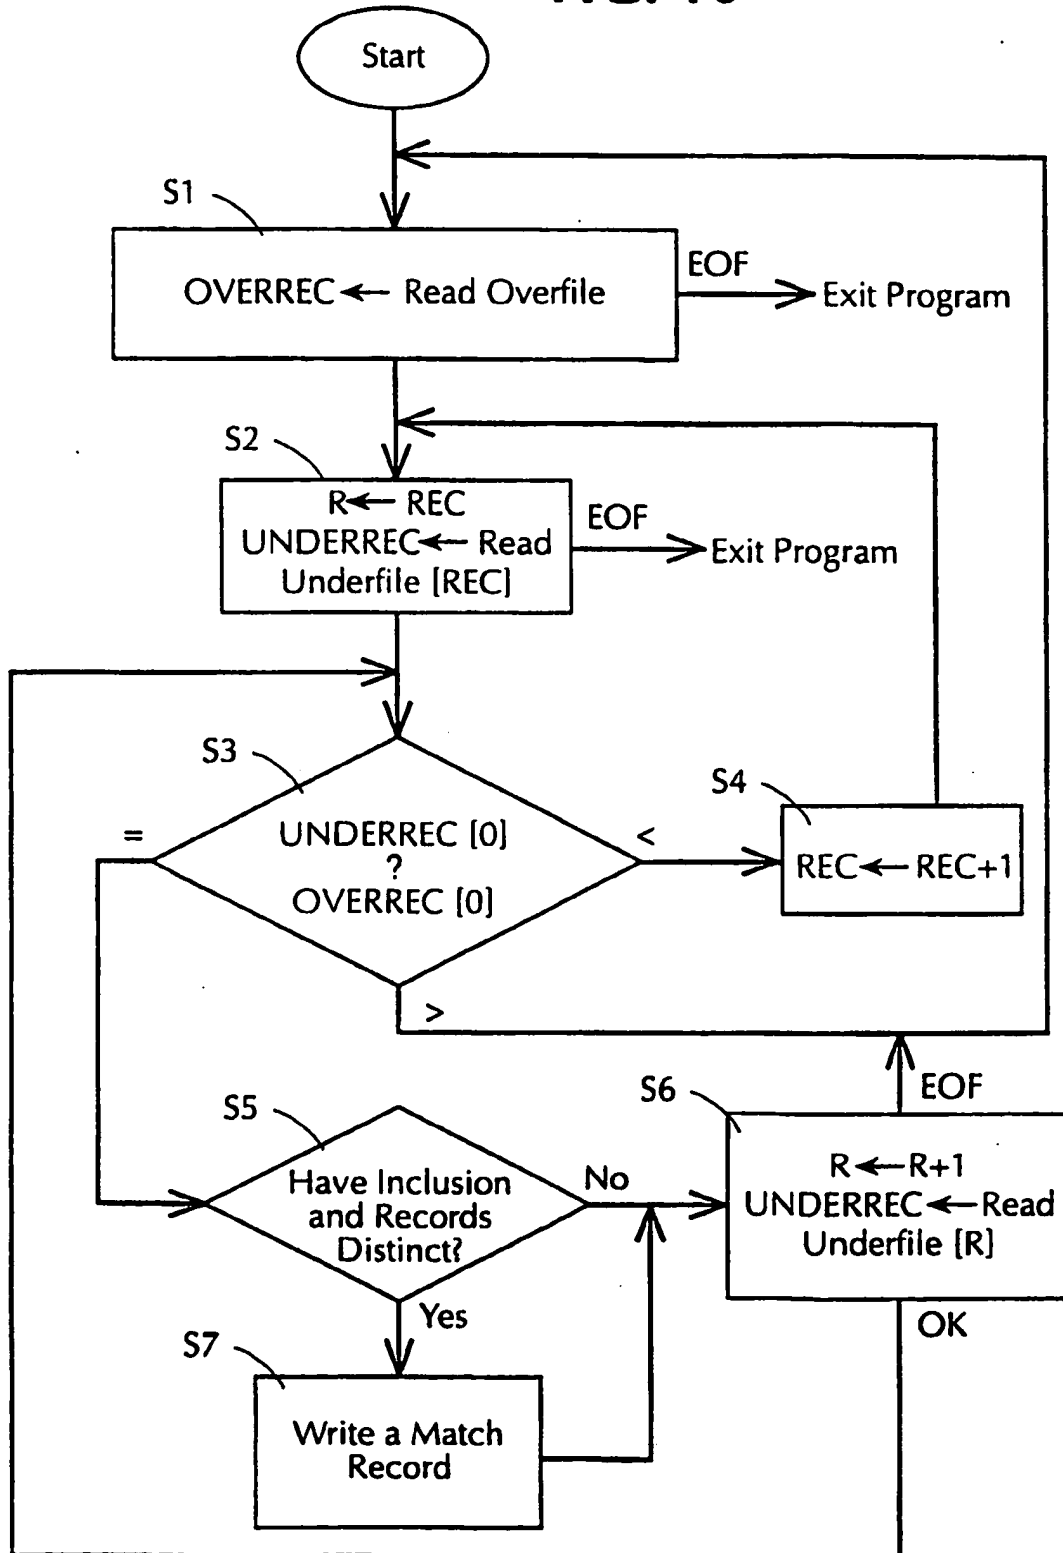 Start
S1
OVERREC ← Read Overfile
EOF
Exit Program
S2
R ← REC
UNDERREC ← Read
Underfile [REC]
EOF
Exit Program
S3
=
UNDERREC [0]
?
OVERREC [0]
<
S4
REC ← REC+1
>
EOF
S5
Have Inclusion
and Records
Distinct?
No
S6
R ← R+1
UNDERREC ← Read
Underfile [R]
Yes
OK
S7
Write a Match
Record